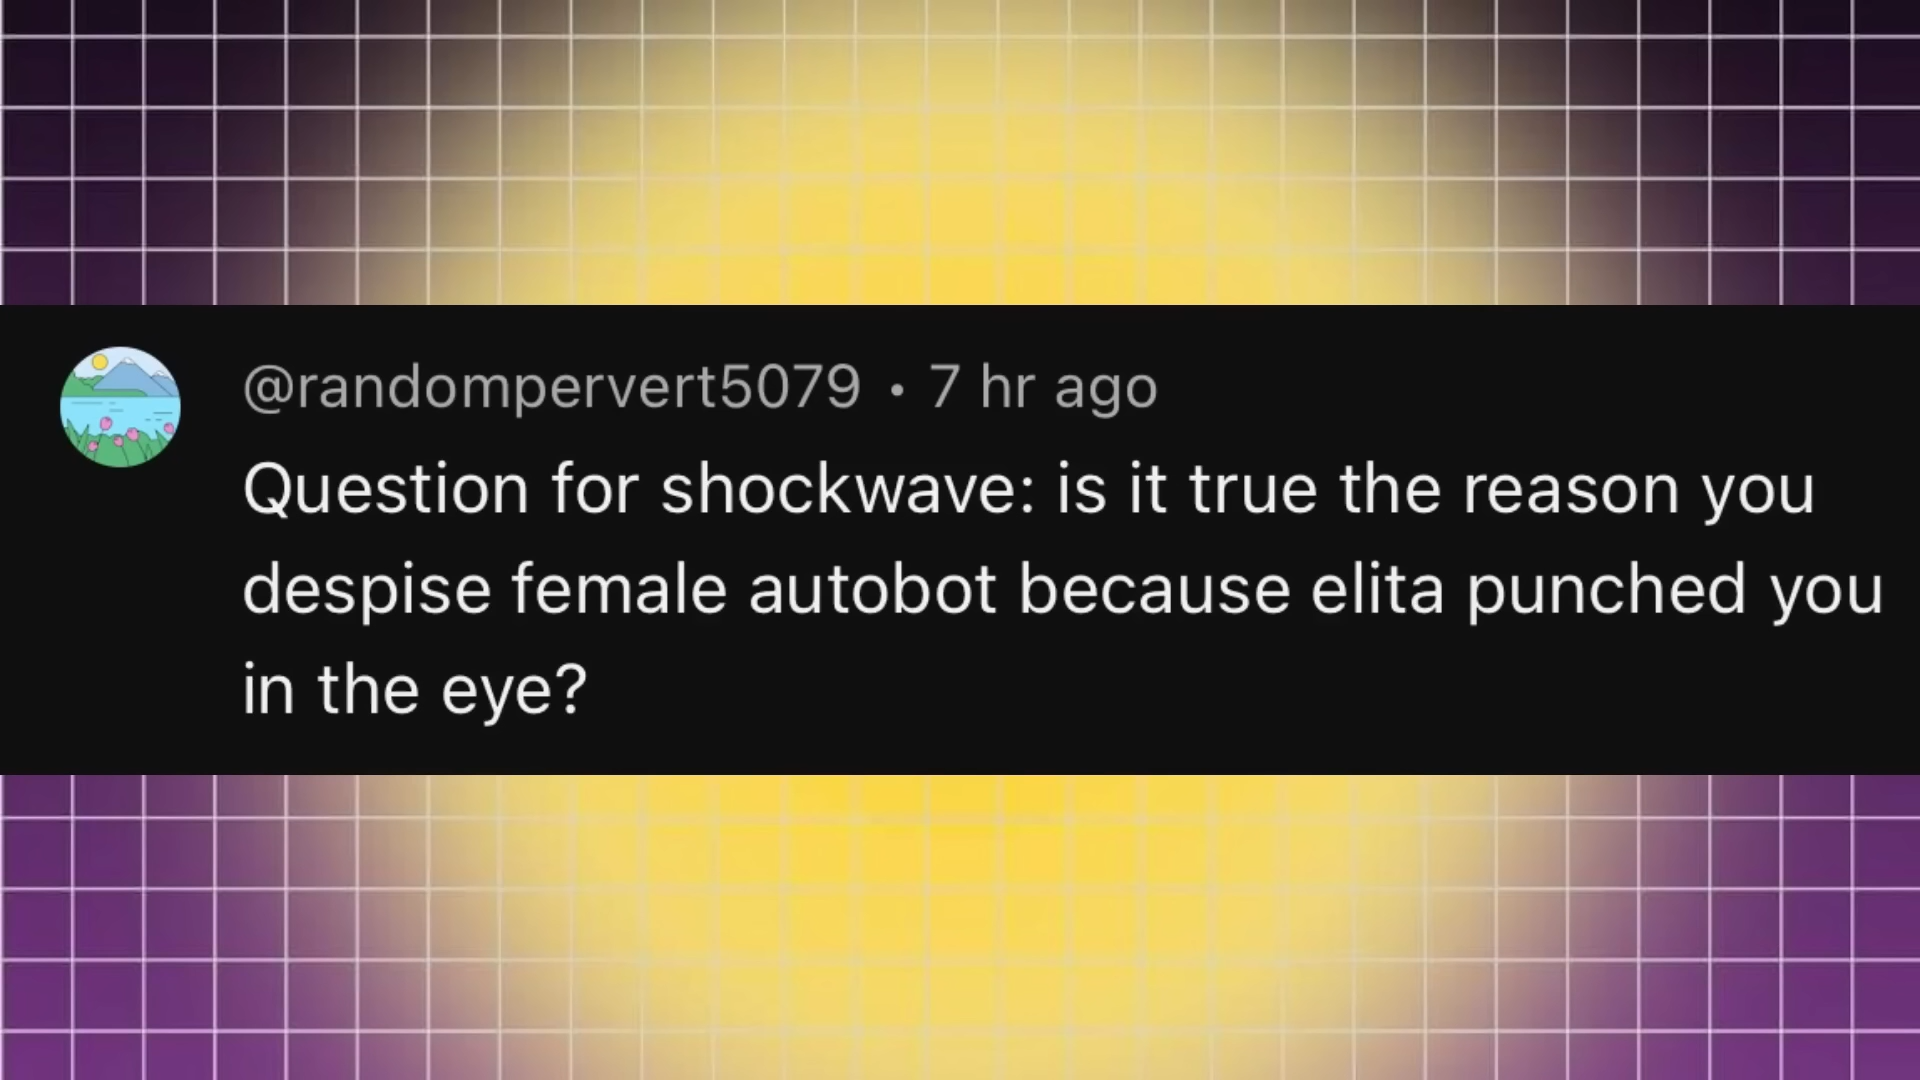 @randompervert5079 • 7 hr ago
Question for shockwave: is it true the reason you
despise female autobot because elita punched you
in the eye?